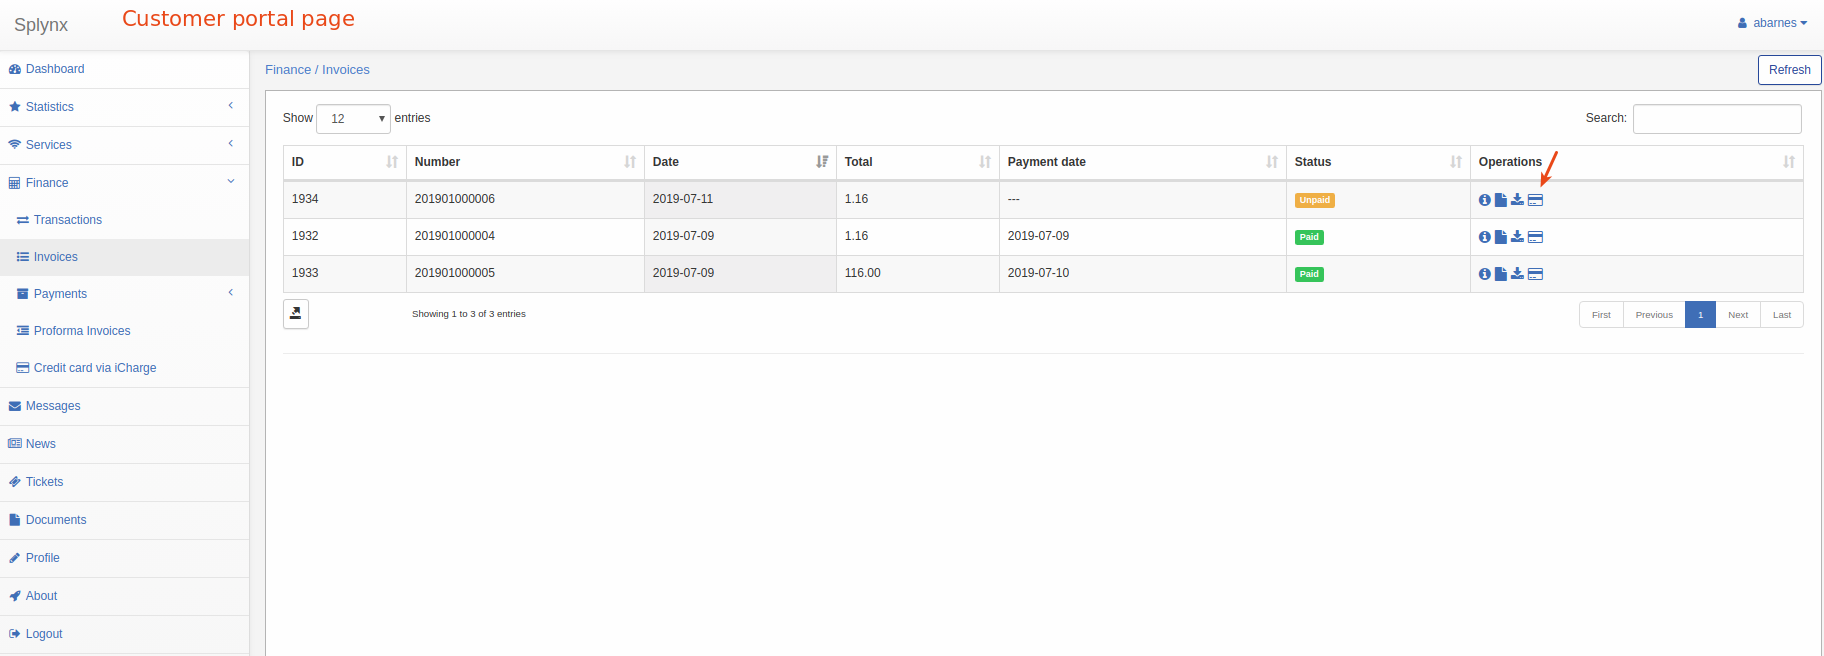 Splynx
Customer portal page
abarnes
Dashboard
Statistics
Services
Finance
Transactions
Invoices
Payments
Proforma Invoices
Credit card via iCharge
Messages
News
Tickets
Documents
Profile
About
Logout
Finance / Invoices
Refresh
Show 12 entries
Search:
ID Number Date Total Payment date Status Operations
1934 201901000006 2019-07-11 1.16 --- Unpaid
1932 201901000004 2019-07-09 1.16 2019-07-09 Paid
1933 201901000005 2019-07-09 116.00 2019-07-10 Paid
Showing 1 to 3 of 3 entries
First Previous 1 Next Last